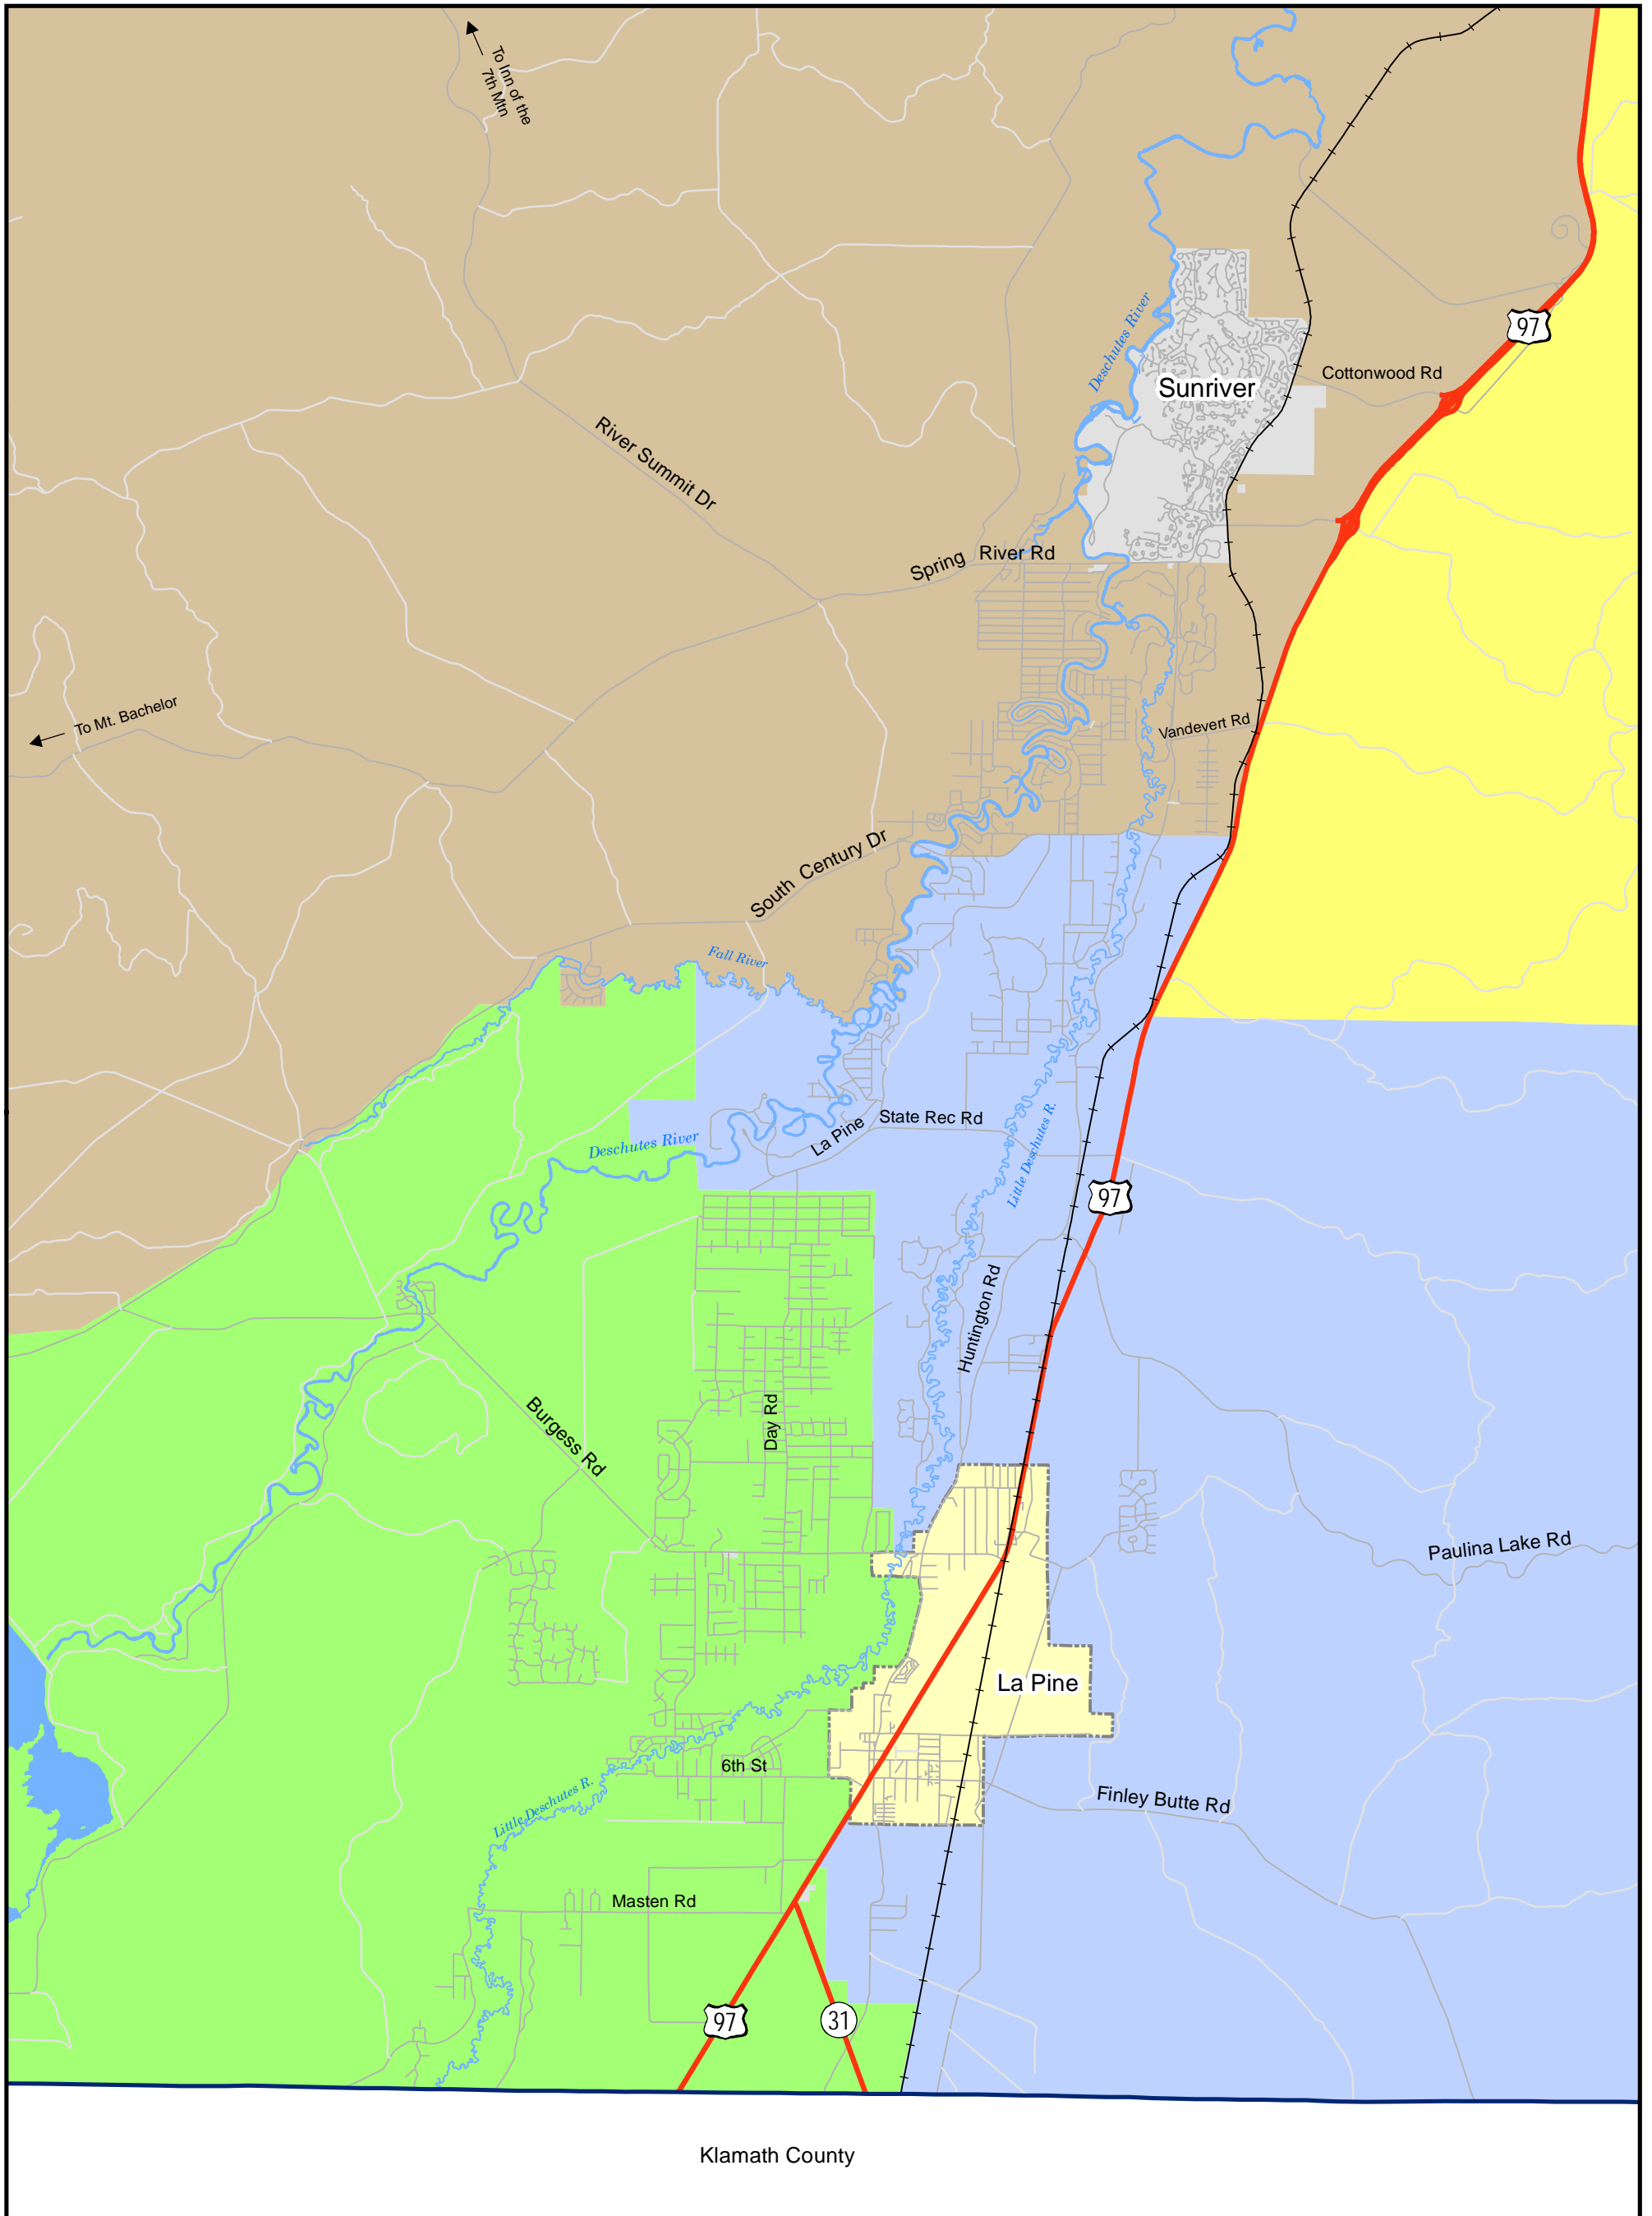 To Inn of the
7th Mtn
Deschutes River
97
Sunriver
Cottonwood Rd
River Summit Dr
Spring River Rd
To Mt. Bachelor
Vandevert Rd
South Century Dr
Fall River
La Pine State Rec Rd
Deschutes River
Little Deschutes R.
97
Huntington Rd
Burgess Rd
Day Rd
Paulina Lake Rd
La Pine
6th St
Finley Butte Rd
Little Deschutes R.
Masten Rd
97
31
Klamath County